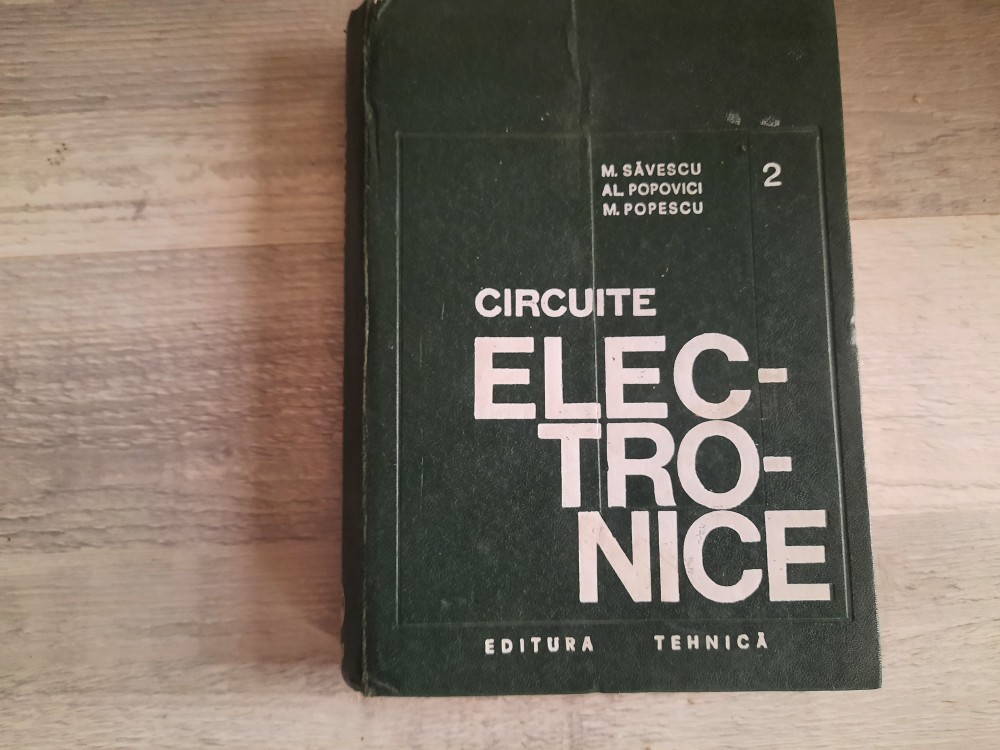 M. SĂVESCU
AL. POPOVICI
M. POPESCU
2
CIRCUITE
ELEC-
TRO-
NICE
EDITURA TEHNICĂ